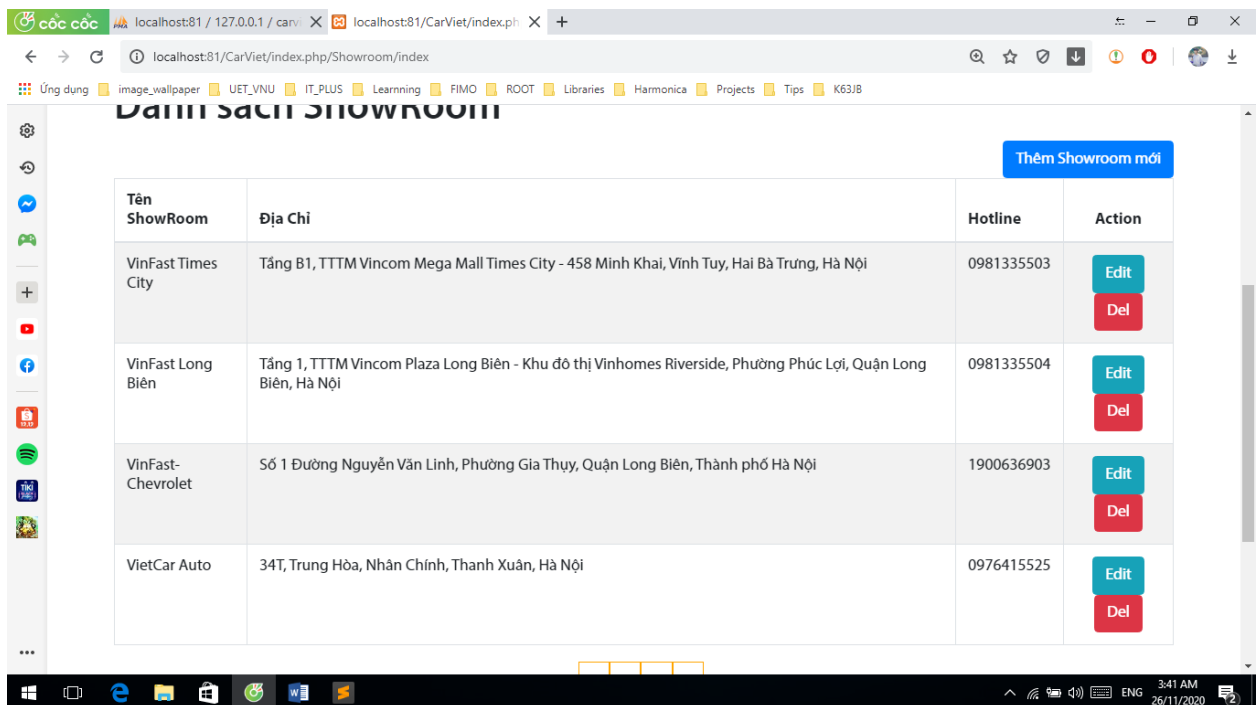 cốc cốc
localhost:81 / 127.0.0.1 / carvi
localhost:81/CarViet/index.ph
localhost:81/CarViet/index.php/Showroom/index
Ứng dụng image_wallpaper UET_VNU IT_PLUS Learnning FIMO ROOT Libraries Harmonica Projects Tips K63JB
Danh sách ShowRoom
Thêm Showroom mới
Tên
ShowRoom Địa Chỉ Hotline Action
VinFast Times Tầng B1, TTTM Vincom Mega Mall Times City - 458 Minh Khai, Vĩnh Tuy, Hai Bà Trưng, Hà Nội 0981335503 Edit
City
Del
VinFast Long Tầng 1, TTTM Vincom Plaza Long Biên - Khu đô thị Vinhomes Riverside, Phường Phúc Lợi, Quận Long 0981335504 Edit
Biên Biên, Hà Nội
Del
VinFast- Số 1 Đường Nguyễn Văn Linh, Phường Gia Thụy, Quận Long Biên, Thành phố Hà Nội 1900636903 Edit
Chevrolet
Del
VietCar Auto 34T, Trung Hòa, Nhân Chính, Thanh Xuân, Hà Nội 0976415525 Edit
Del
ENG 3:41 AM
26/11/2020